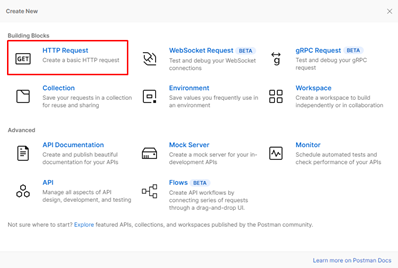 Create New
Building Blocks
GET
HTTP Request
Create a basic HTTP request
WebSocket Request BETA
Test and debug your WebSocket
connections
g
gRPC Request BETA
Test and debug your gRPC
request
Collection
Save your requests in a collection
for reuse and sharing
Environment
Save values you frequently use in
an environment
Workspace
Create a workspace to build
independently or in collaboration
Advanced
API Documentation
Create and publish beautiful
documentation for your APIs
Mock Server
Create a mock server for your in-
development APIs
Monitor
Schedule automated tests and
check performance of your APIs
API
Manage all aspects of API
design, development, and testing
Flows BETA
Create API workflows by
connecting series of requests
through a drag-and-drop UI.
Not sure where to start? Explore featured APIs, collections, and workspaces published by the Postman community.
Learn more on Postman Docs